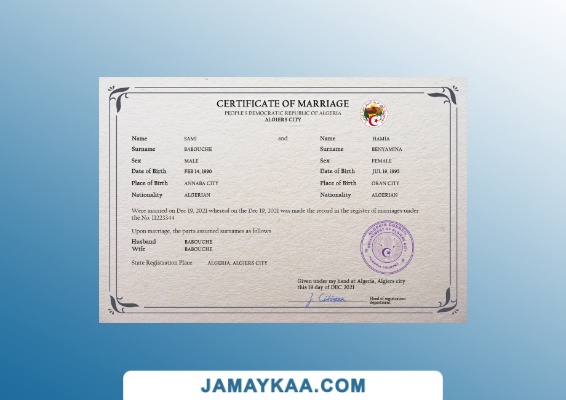 CERTIFICATE OF MARRIAGE
PEOPLE'S DEMOCRATIC REPUBLIC OF ALGERIA
ALGIERS CITY
Name SAMI and Name HAMIA
Surname BABOUCHE Surname BENYAMINA
Sex MALE Sex FEMALE
Date of Birth FEB 14, 1990 Date of Birth JUL 19, 1995
Place of Birth ANNABA CITY Place of Birth ORAN CITY
Nationality ALGERIAN Nationality ALGERIAN
Were married on Dec 19, 2021 whereof on the Dec 19, 2021 was made the record in the register of marriages under
the No.
Upon marriage, the parts assumed surnames as follows
Husband BABOUCHE
Wife BABOUCHE
State Registration Place ALGERIA, ALGIERS CITY
Given under my hand at Algeria, Algiers city
this 19 day of DEC. 2021
Head of registration
department
JAMAYKAA.COM